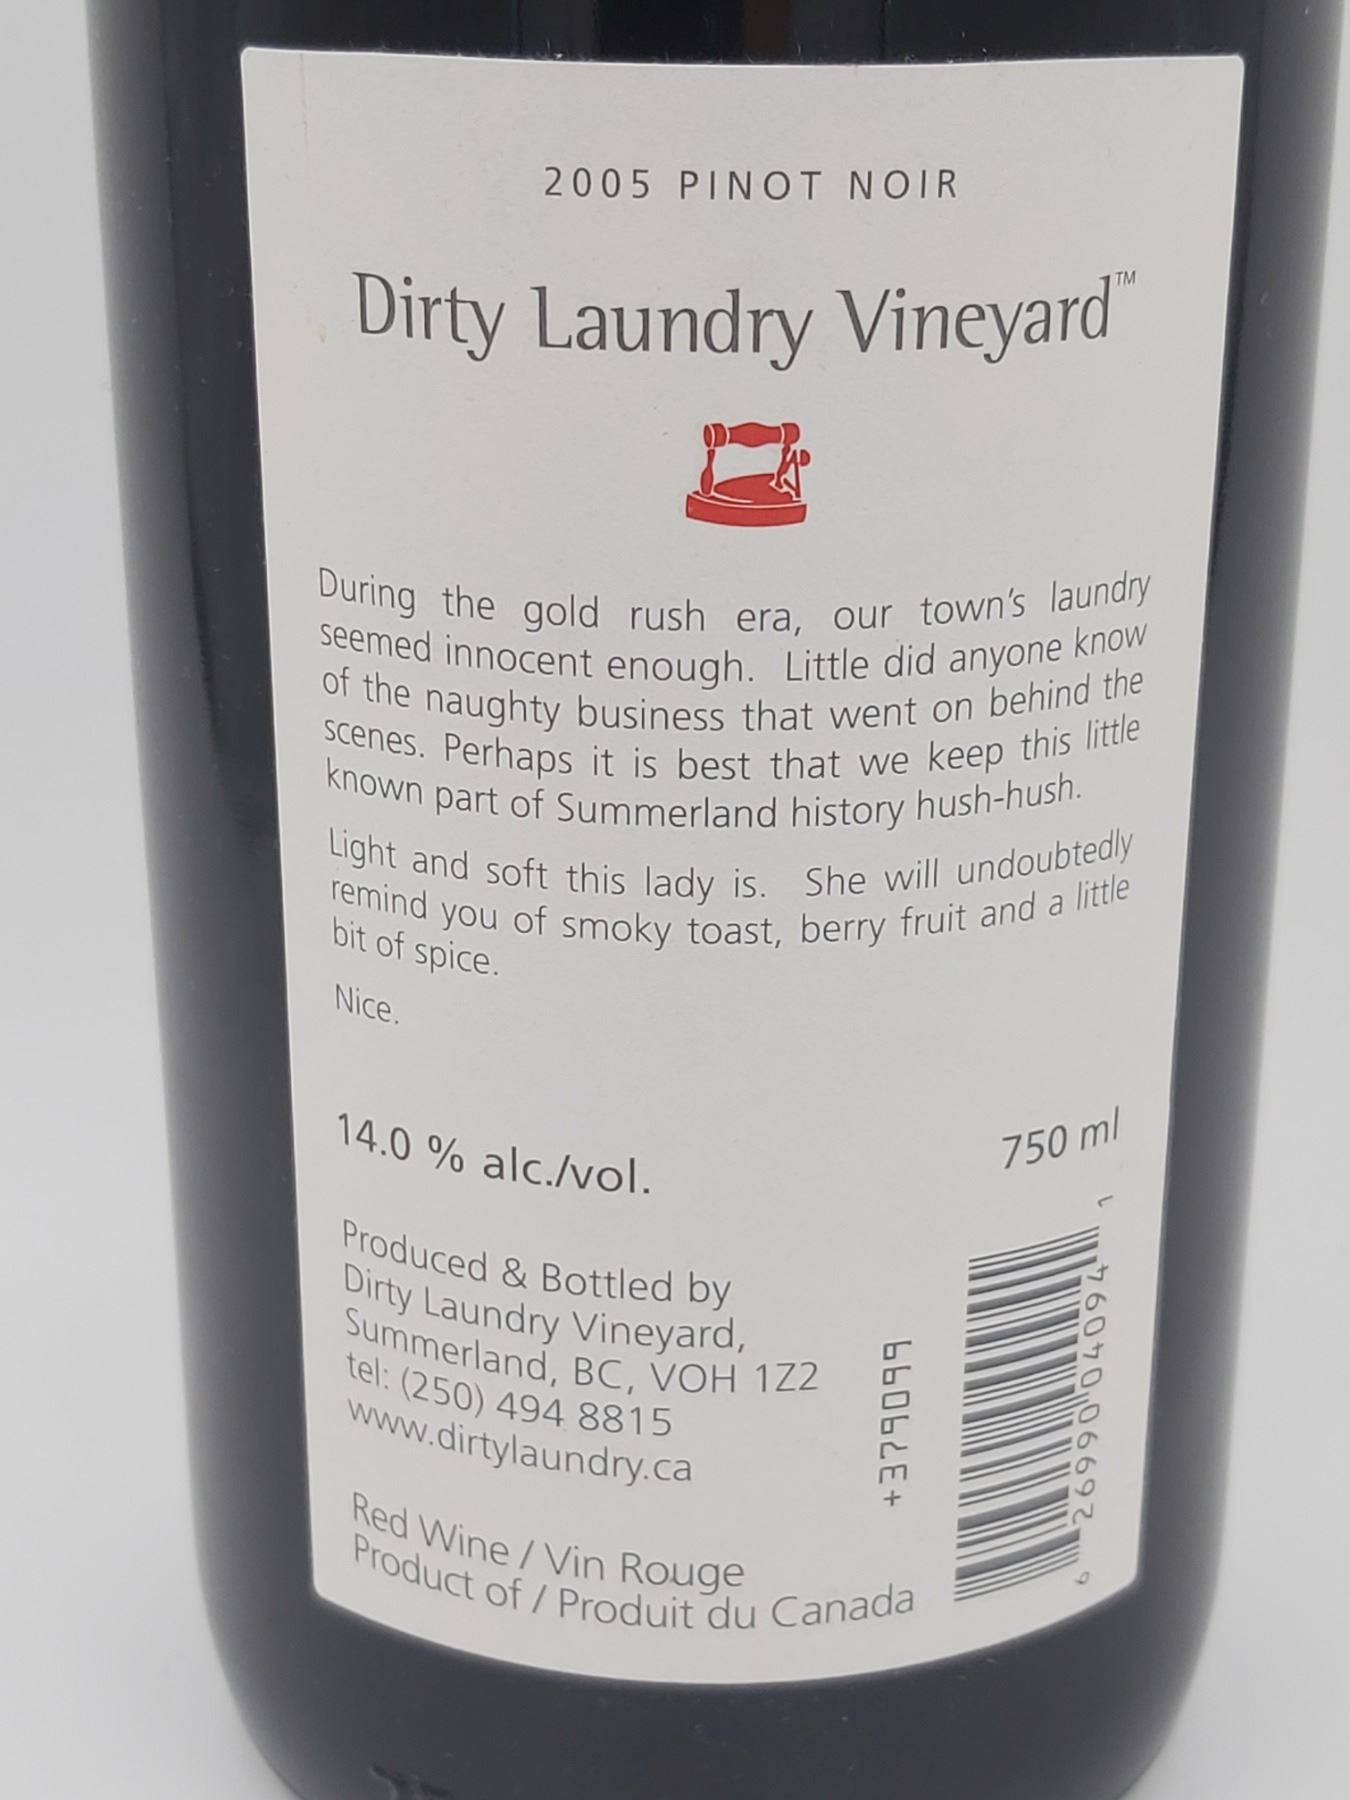 2005 PINOT NOIR
Dirty Laundry Vineyard™
During the gold rush era, our town's laundry
seemed innocent enough. Little did anyone know
of the naughty business that went on behind the
scenes. Perhaps it is best that we keep this little
known part of Summerland history hush-hush.
Light and soft this lady is. She will undoubtedly
remind you of smoky toast, berry fruit and a little
bit of spice.
Nice.
14.0 % alc./vol.
750 ml
Produced & Bottled by
Dirty Laundry Vineyard,
Summerland, BC, VOH 1Z2
tel: (250) 494 8815
www.dirtylaundry.ca
Red Wine / Vin Rouge
Product of / Produit du Canada
6 26990 04094 1